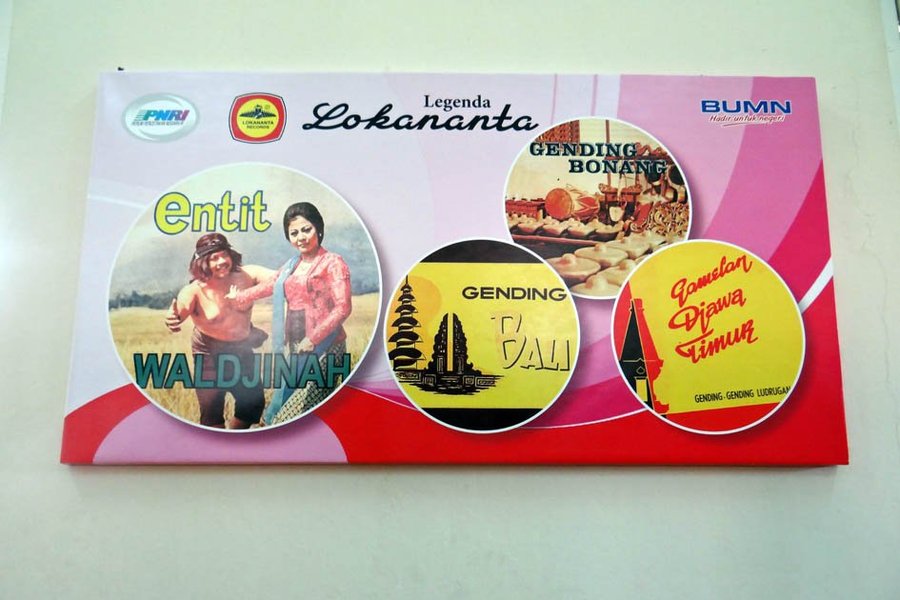 PNRI
LOKANANTA
RECORDS
Legenda
Lokananta
BUMN
Hadir untuk negeri
entit
WALDJINAH
GENDING
BONANG
GENDING
BALI
Gamelan
Djawa
Timur
GENDING-GENDING LUDRUGAN